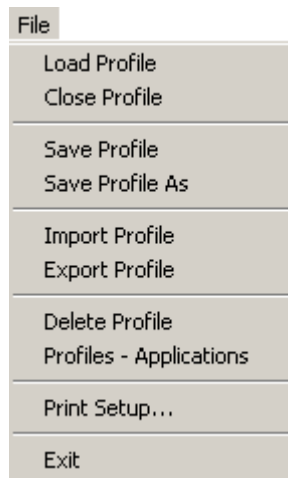 File
Load Profile
Close Profile
Save Profile
Save Profile As
Import Profile
Export Profile
Delete Profile
Profiles - Applications
Print Setup...
Exit